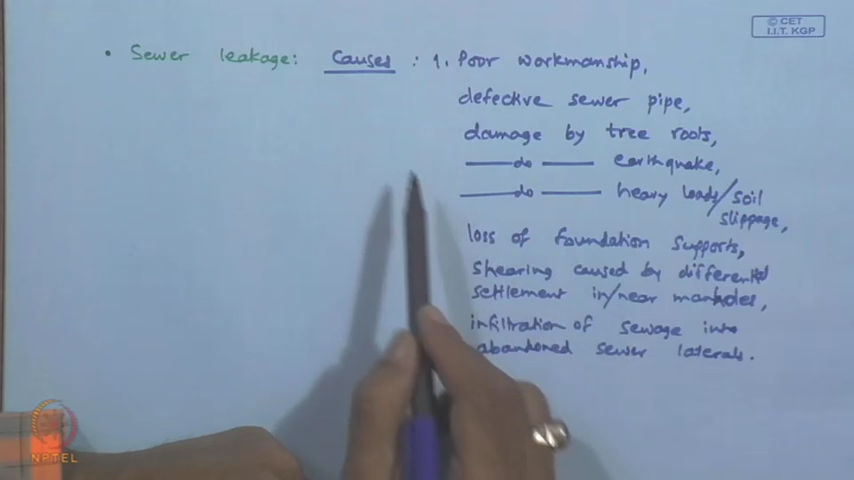 © CET
I.I.T. KGP
• Sewer leakage: Causes : 1. Poor workmanship,
defective sewer pipe,
damage by tree roots,
—do— earthquake,
—do— heavy loads/soil
slippage,
loss of foundation supports,
shearing caused by differential
settlement in/near manholes,
infiltration of sewage into
abandoned sewer laterals.
NPTEL